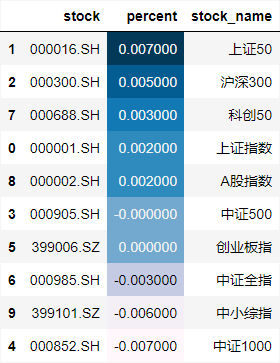 stock percent stock_name
1 000016.SH 0.007000 上证50
2 000300.SH 0.005000 沪深300
7 000688.SH 0.003000 科创50
0 000001.SH 0.002000 上证指数
8 000002.SH 0.002000 A股指数
3 000905.SH -0.000000 中证500
5 399006.SZ 0.000000 创业板指
6 000985.SH -0.003000 中证全指
9 399101.SZ -0.006000 中小综指
4 000852.SH -0.007000 中证1000